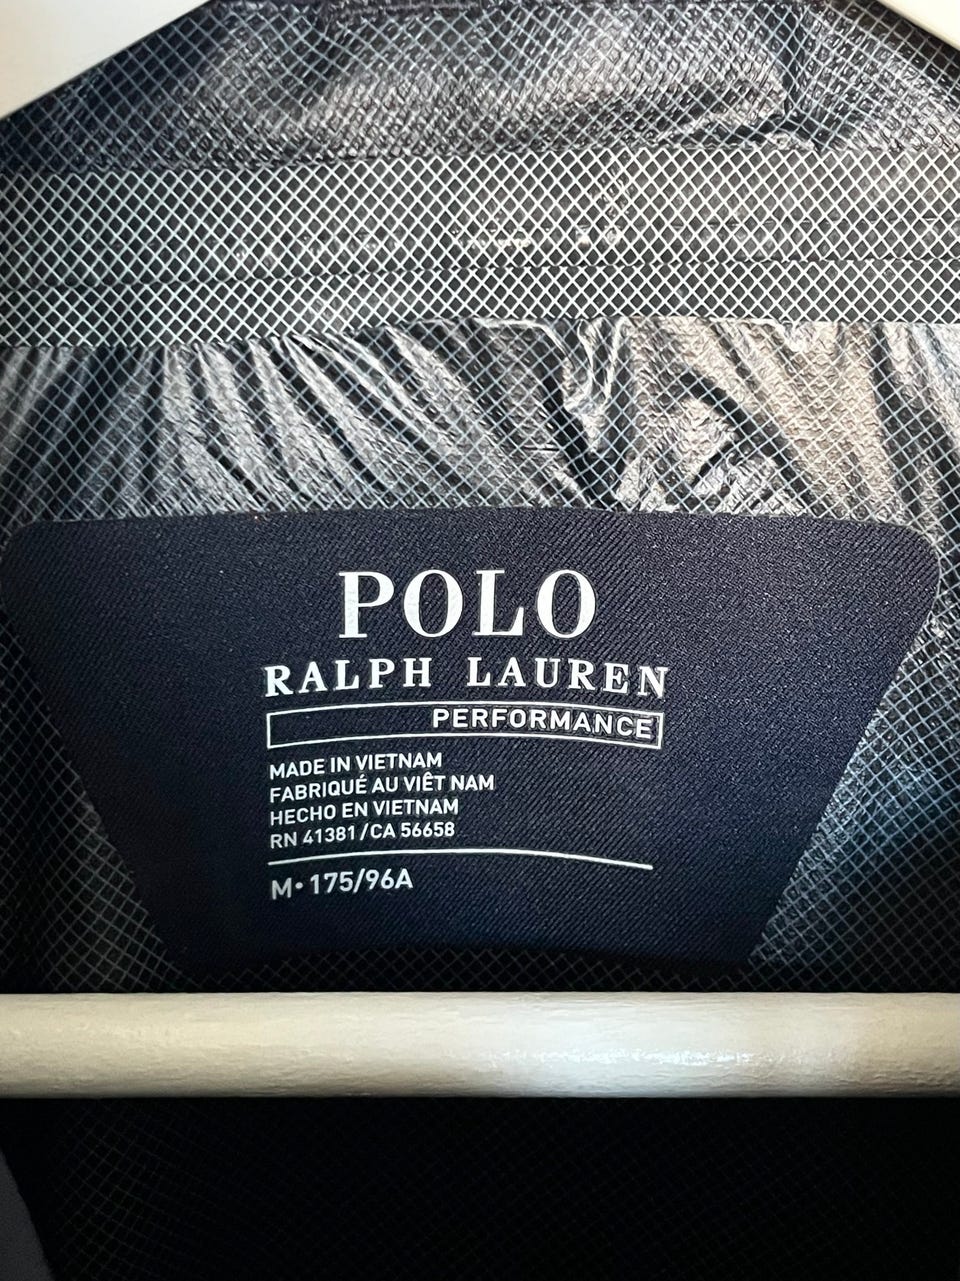 POLO
RALPH LAUREN
PERFORMANCE
MADE IN VIETNAM
FABRIQUÉ AU VIÊT NAM
HECHO EN VIETNAM
RN 41381/CA 56658
M• 175/96A